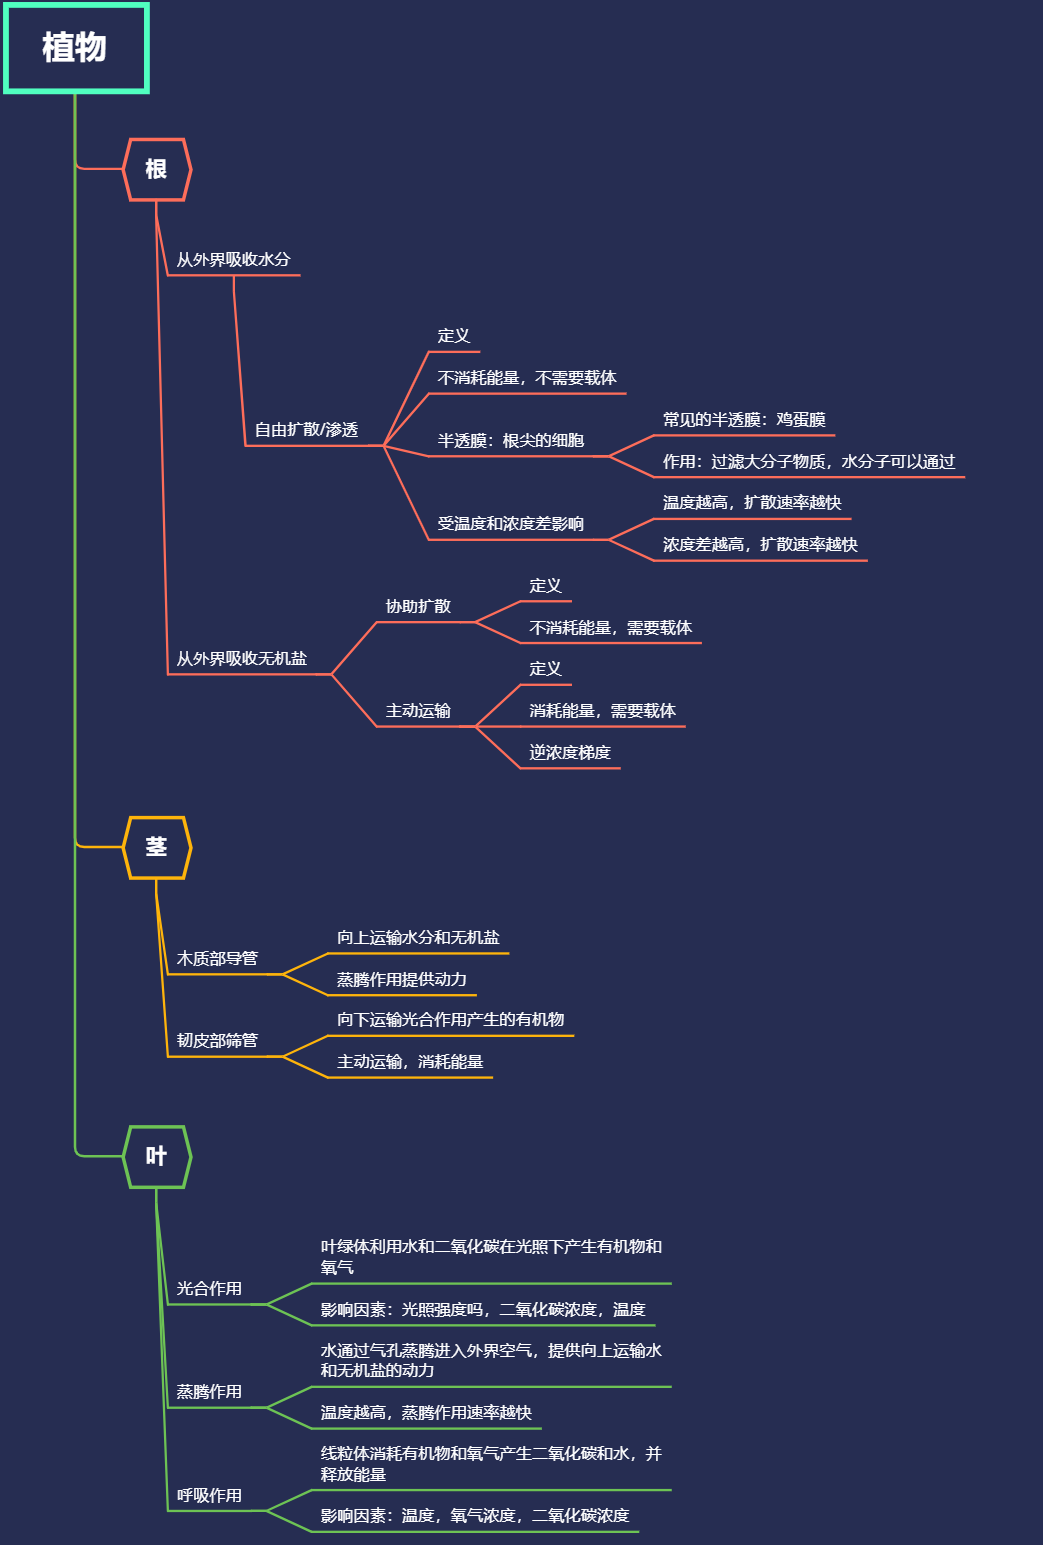 植物
根
从外界吸收水分
自由扩散/渗透
定义
不消耗能量，不需要载体
半透膜：根尖的细胞
常见的半透膜：鸡蛋膜
作用：过滤大分子物质，水分子可以通过
受温度和浓度差影响
温度越高，扩散速率越快
浓度差越高，扩散速率越快
从外界吸收无机盐
协助扩散
定义
不消耗能量，需要载体
主动运输
定义
消耗能量，需要载体
逆浓度梯度
茎
木质部导管
向上运输水分和无机盐
蒸腾作用提供动力
韧皮部筛管
向下运输光合作用产生的有机物
主动运输，消耗能量
叶
光合作用
叶绿体利用水和二氧化碳在光照下产生有机物和
氧气
影响因素：光照强度吗，二氧化碳浓度，温度
蒸腾作用
水通过气孔蒸腾进入外界空气，提供向上运输水
和无机盐的动力
温度越高，蒸腾作用速率越快
呼吸作用
线粒体消耗有机物和氧气产生二氧化碳和水，并
释放能量
影响因素：温度，氧气浓度，二氧化碳浓度